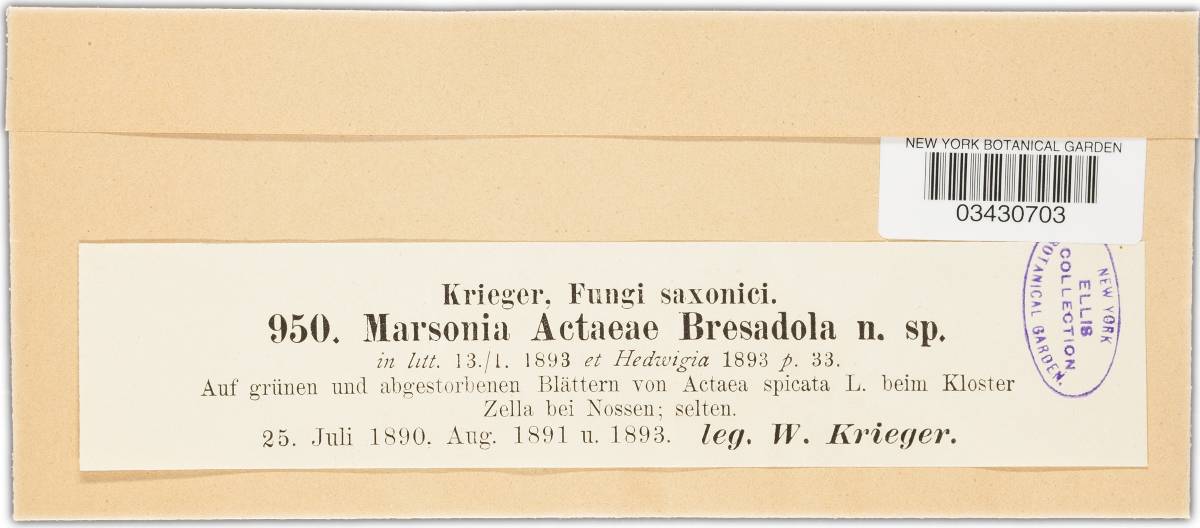 NEW YORK BOTANICAL GARDEN
03430703
NEW YORK
ELLIS
COLLECTION
BOTANICAL GARDEN.
Krieger, Fungi saxonici.
950. Marsonia Actaeae Bresadola n. sp.
in litt. 13./1. 1893 et Hedwigia 1893 p. 33.
Auf grünen und abgestorbenen Blättern von Actaea spicata L. beim Kloster
Zella bei Nossen; selten.
25. Juli 1890. Aug. 1891 u. 1893. leg. W. Krieger.